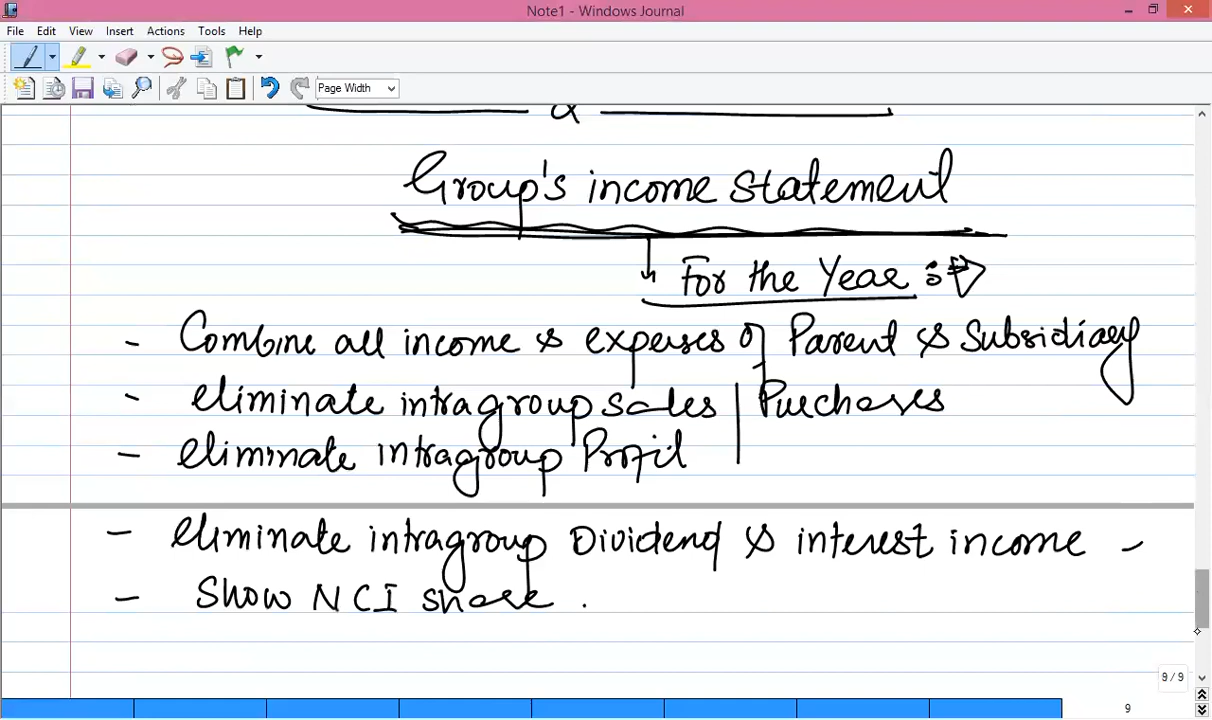 Note1 - Windows Journal
File Edit View Insert Actions Tools Help
Page Width
&
Group's income statement
For the Year :
- Combine all income & expenses of Parent & Subsidiary
- eliminate intragroup sales | Purchases
- eliminate intragroup Profit
- eliminate intragroup Dividend & interest income -
- Show NCI share .
9 / 9
9